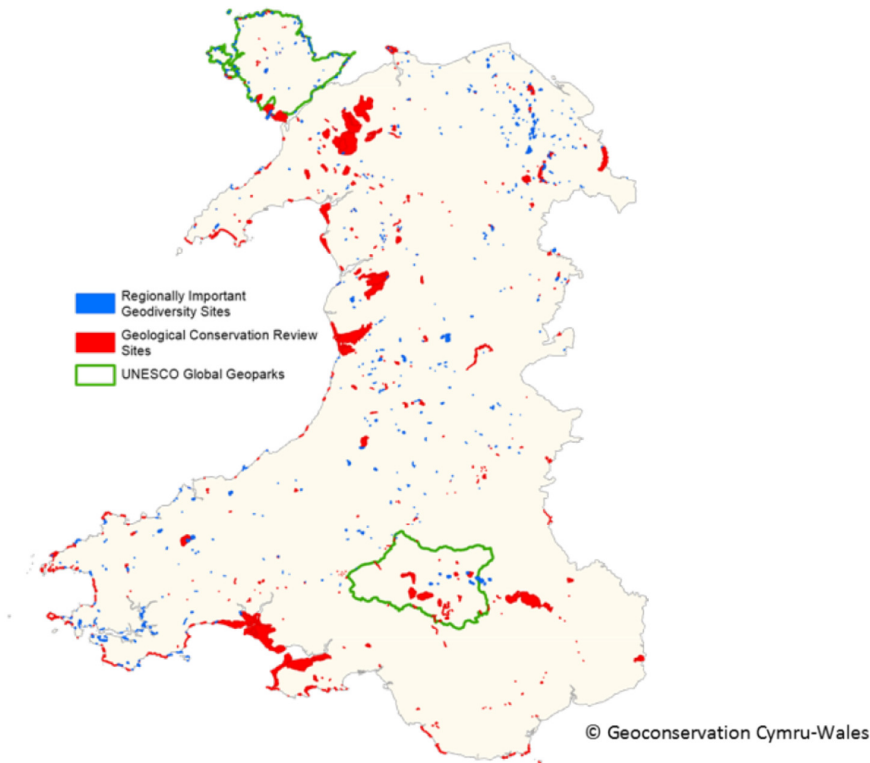 Regionally Important
Geodiversity Sites
Geological Conservation Review
Sites
UNESCO Global Geoparks
© Geoconservation Cymru-Wales